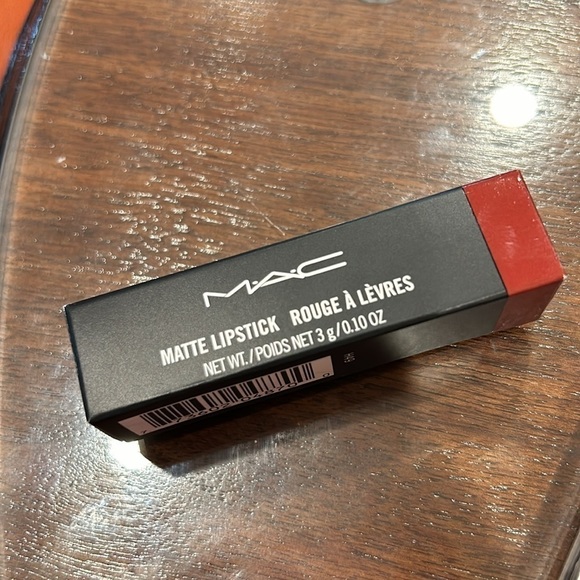 M·A·C
MATTE LIPSTICK ROUGE À LÈVRES
NET WT./POIDS NET 3 g/0.10 OZ